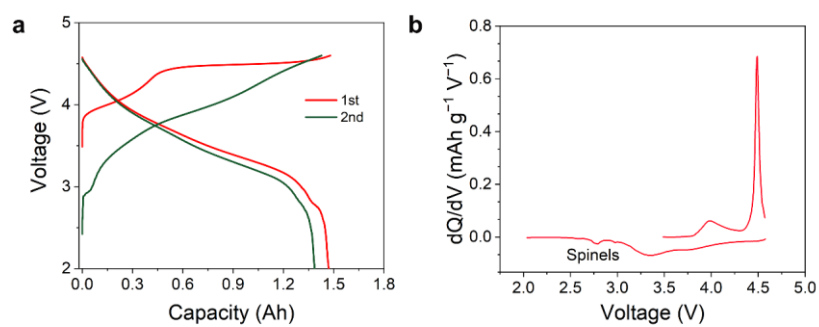 a
5
4
3
2
Voltage (V)
1st
2nd
0.0 0.3 0.6 0.9 1.2 1.5 1.8
Capacity (Ah)
b
0.8
0.6
0.4
0.2
0.0
dQ/dV (mAh g⁻¹ V⁻¹)
Spinels
2.0 2.5 3.0 3.5 4.0 4.5 5.0
Voltage (V)